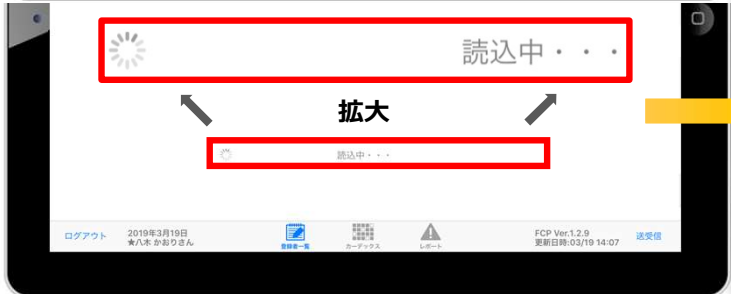 読込中・・・
拡大
読込中・・・
ログアウト
2019年3月19日
★八木 かおりさん
登録者一覧
カーデックス
レポート
FCP Ver.1.2.9
更新日時:03/19 14:07
送受信